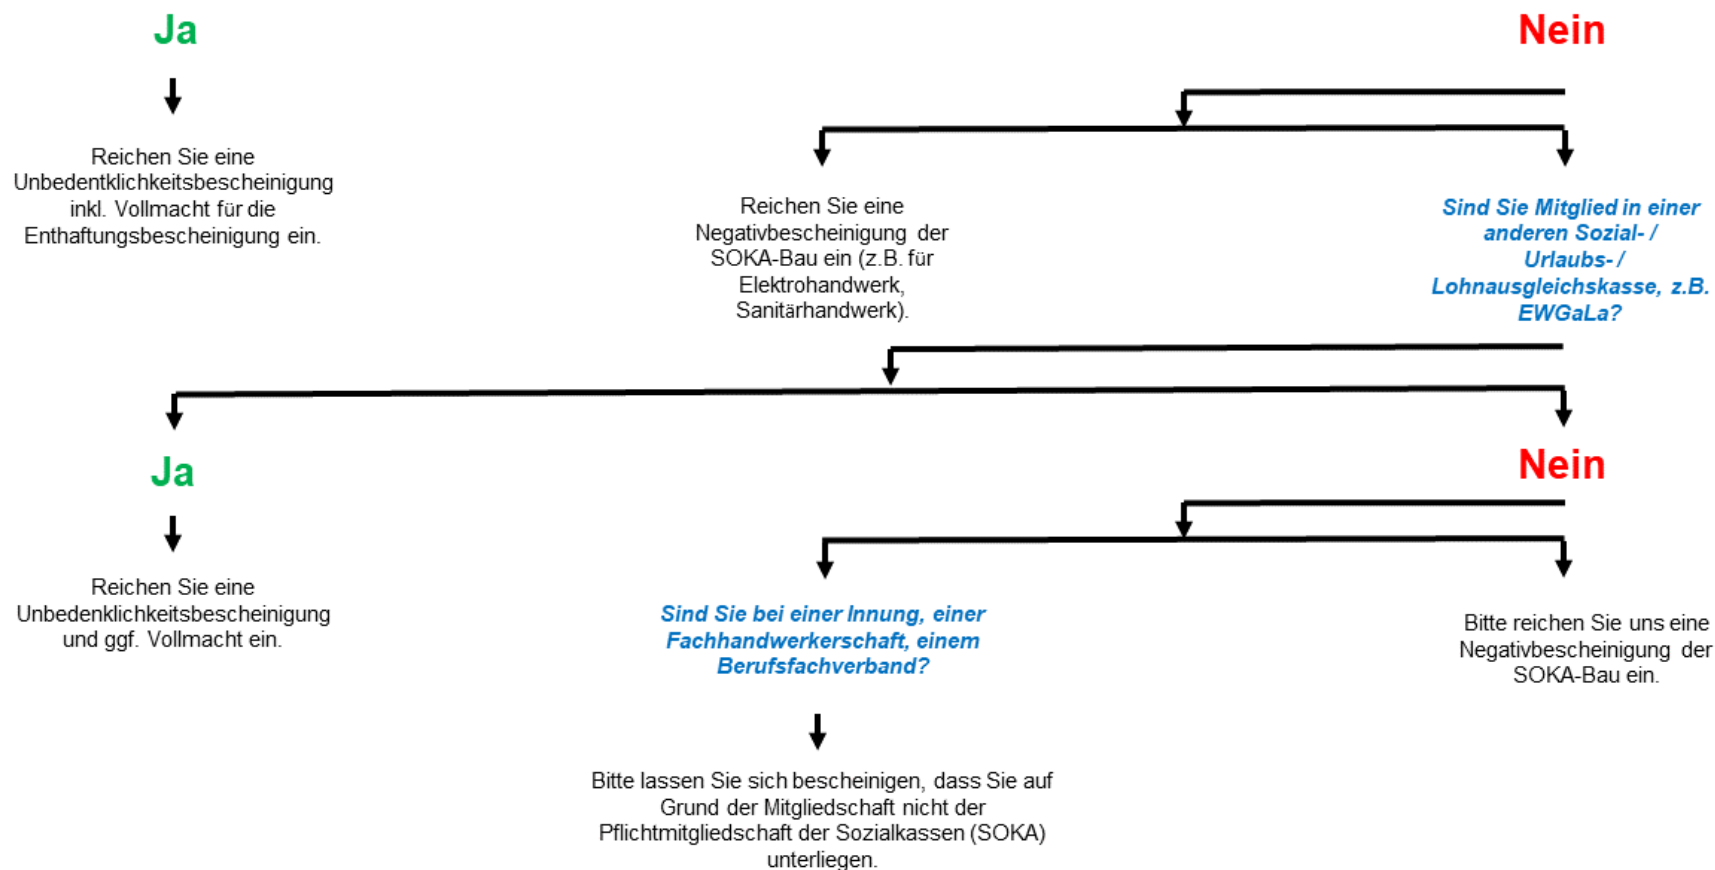 Ja
Nein
Reichen Sie eine
Unbedentklichkeitsbescheinigung
inkl. Vollmacht für die
Enthaftungsbescheinigung ein.
Reichen Sie eine
Negativbescheinigung der
SOKA-Bau ein (z.B. für
Elektrohandwerk,
Sanitärhandwerk).
Sind Sie Mitglied in einer
anderen Sozial- /
Urlaubs- /
Lohnausgleichskasse, z.B.
EWGaLa?
Ja
Nein
Reichen Sie eine
Unbedenklichkeitsbescheinigung
und ggf. Vollmacht ein.
Sind Sie bei einer Innung, einer
Fachhandwerkerschaft, einem
Berufsfachverband?
Bitte reichen Sie uns eine
Negativbescheinigung der
SOKA-Bau ein.
Bitte lassen Sie sich bescheinigen, dass Sie auf
Grund der Mitgliedschaft nicht der
Pflichtmitgliedschaft der Sozialkassen (SOKA)
unterliegen.